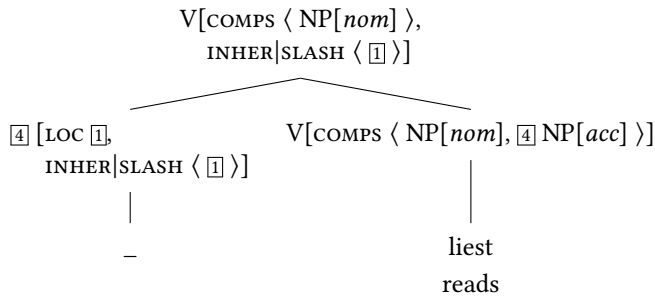 V[COMPS ⟨ NP[nom] ⟩,
INHER|SLASH ⟨ 1 ⟩]
4 [LOC 1,
INHER|SLASH ⟨ 1 ⟩]
V[COMPS ⟨ NP[nom], 4 NP[acc] ⟩]
_
liest
reads